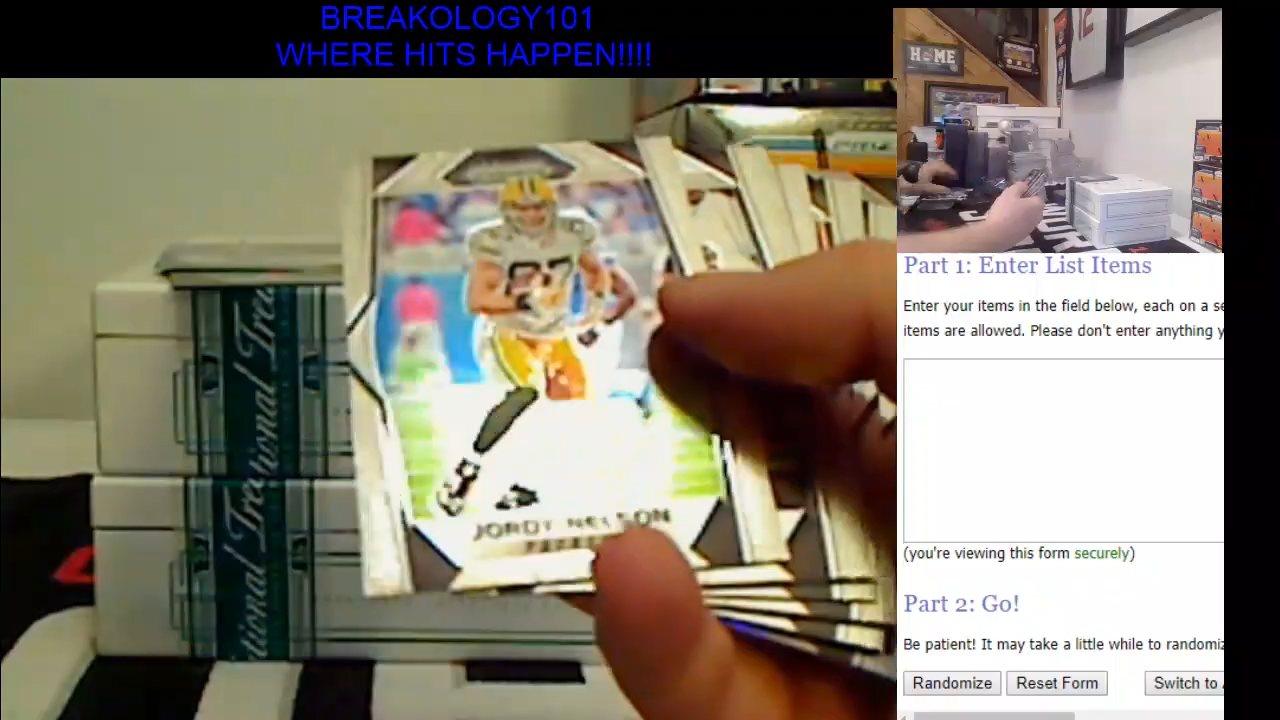 BREAKOLOGY101
WHERE HITS HAPPEN!!!!
HOME
87
JORDY NELSON
PACKERS
Part 1: Enter List Items
Enter your items in the field below, each on a se
items are allowed. Please don't enter anything y
(you're viewing this form securely)
Part 2: Go!
Be patient! It may take a little while to randomiz
Randomize
Reset Form
Switch to